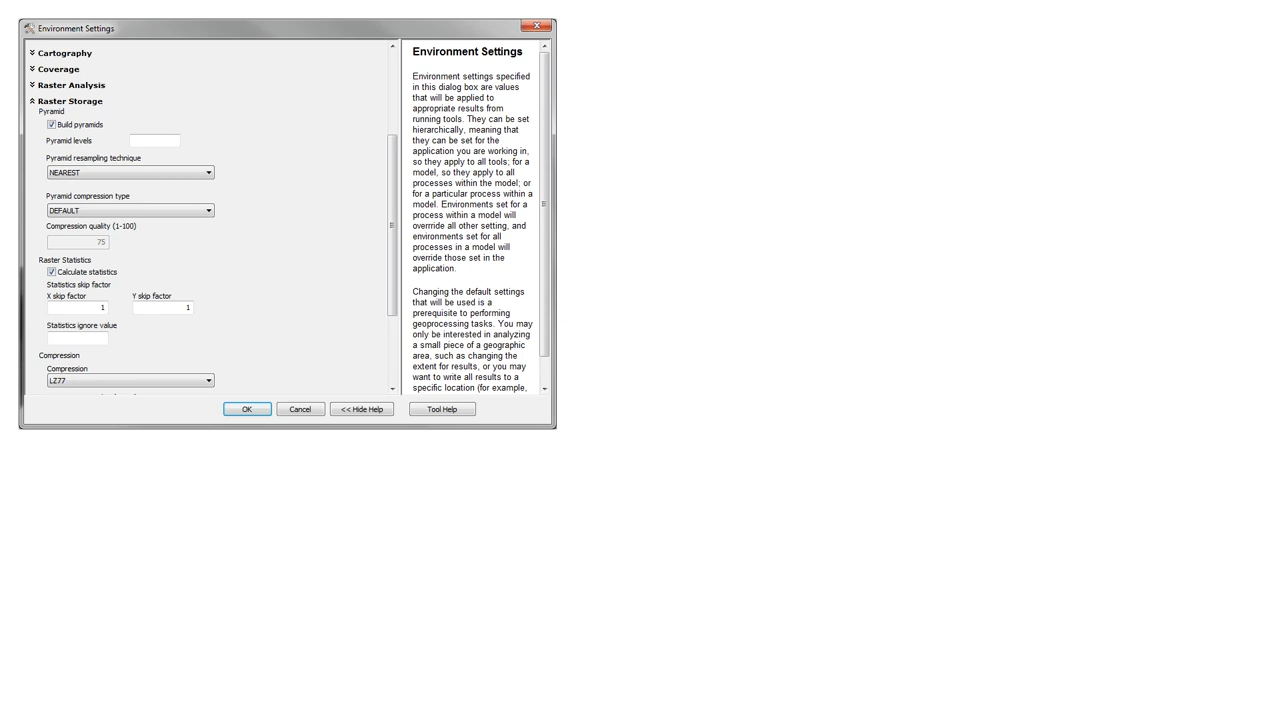 Environment Settings
Cartography
Coverage
Raster Analysis
Raster Storage
Pyramid
Build pyramids
Pyramid levels
Pyramid resampling technique
NEAREST
Pyramid compression type
DEFAULT
Compression quality (1-100)
75
Raster Statistics
Calculate statistics
Statistics skip factor
X skip factor Y skip factor
1 1
Statistics ignore value
Compression
Compression
LZ77
Environment Settings
Environment settings specified
in this dialog box are values
that will be applied to
appropriate results from
running tools. They can be set
hierarchically, meaning that
they can be set for the
application you are working in,
so they apply to all tools; for a
model, so they apply to all
processes within the model; or
for a particular process within a
model. Environments set for a
process within a model will
overrride all other setting, and
environments set for all
processes in a model will
override those set in the
application.
Changing the default settings
that will be used is a
prerequisite to performing
geoprocessing tasks. You may
only be interested in analyzing
a small piece of a geographic
area, such as changing the
extent for results, or you may
want to write all results to a
specific location (for example,
OK Cancel << Hide Help Tool Help